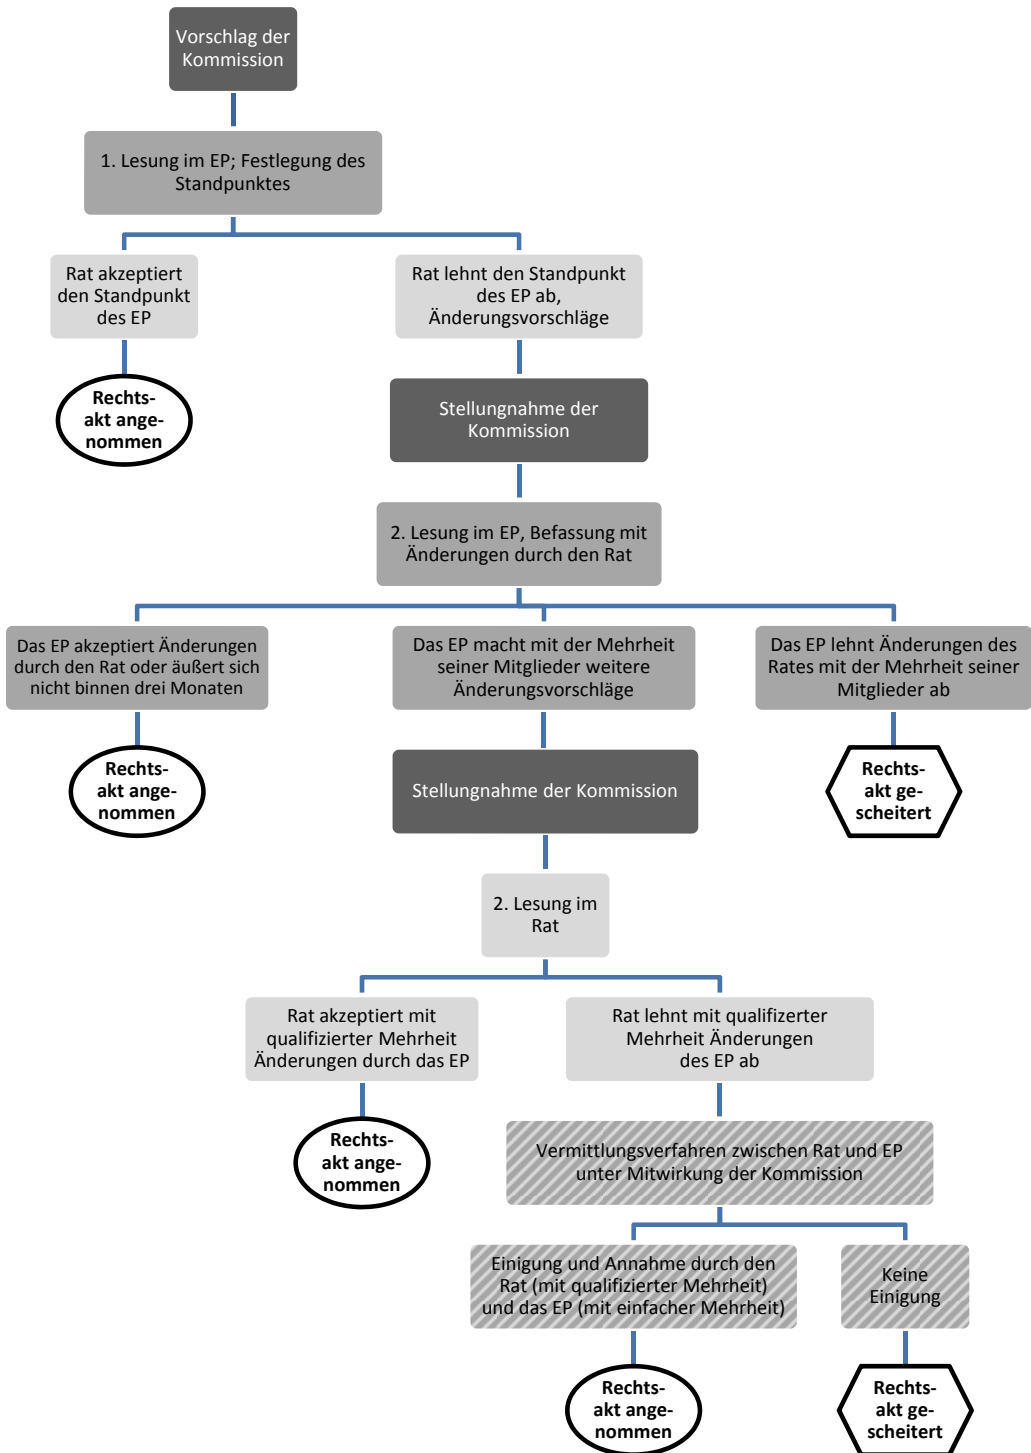 Vorschlag der
Kommission
1. Lesung im EP; Festlegung des
Standpunktes
Rat akzeptiert
den Standpunkt
des EP
Rat lehnt den Standpunkt
des EP ab,
Änderungsvorschläge
Rechts-
akt ange-
nommen
Stellungnahme der
Kommission
2. Lesung im EP, Befassung mit
Änderungen durch den Rat
Das EP akzeptiert Änderungen
durch den Rat oder äußert sich
nicht binnen drei Monaten
Das EP macht mit der Mehrheit
seiner Mitglieder weitere
Änderungsvorschläge
Das EP lehnt Änderungen des
Rates mit der Mehrheit seiner
Mitglieder ab
Rechts-
akt ange-
nommen
Stellungnahme der Kommission
Rechts-
akt ge-
scheitert
2. Lesung im
Rat
Rat akzeptiert mit
qualifizierter Mehrheit
Änderungen durch das EP
Rat lehnt mit qualifizerter
Mehrheit Änderungen
des EP ab
Rechts-
akt ange-
nommen
Vermittlungsverfahren zwischen Rat und EP
unter Mitwirkung der Kommission
Einigung und Annahme durch den
Rat (mit qualifizierter Mehrheit)
und das EP (mit einfacher Mehrheit)
Keine
Einigung
Rechts-
akt ange-
nommen
Rechts-
akt ge-
scheitert